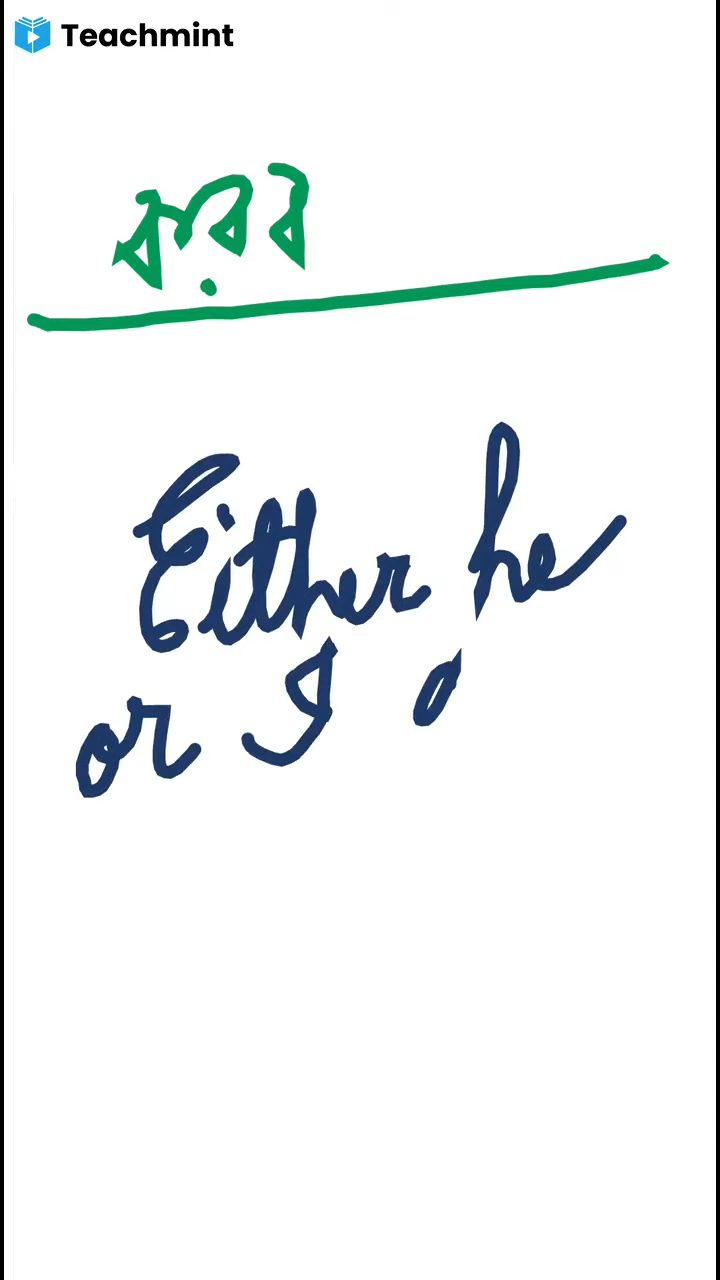 Teachmint
করব
Either he
or I